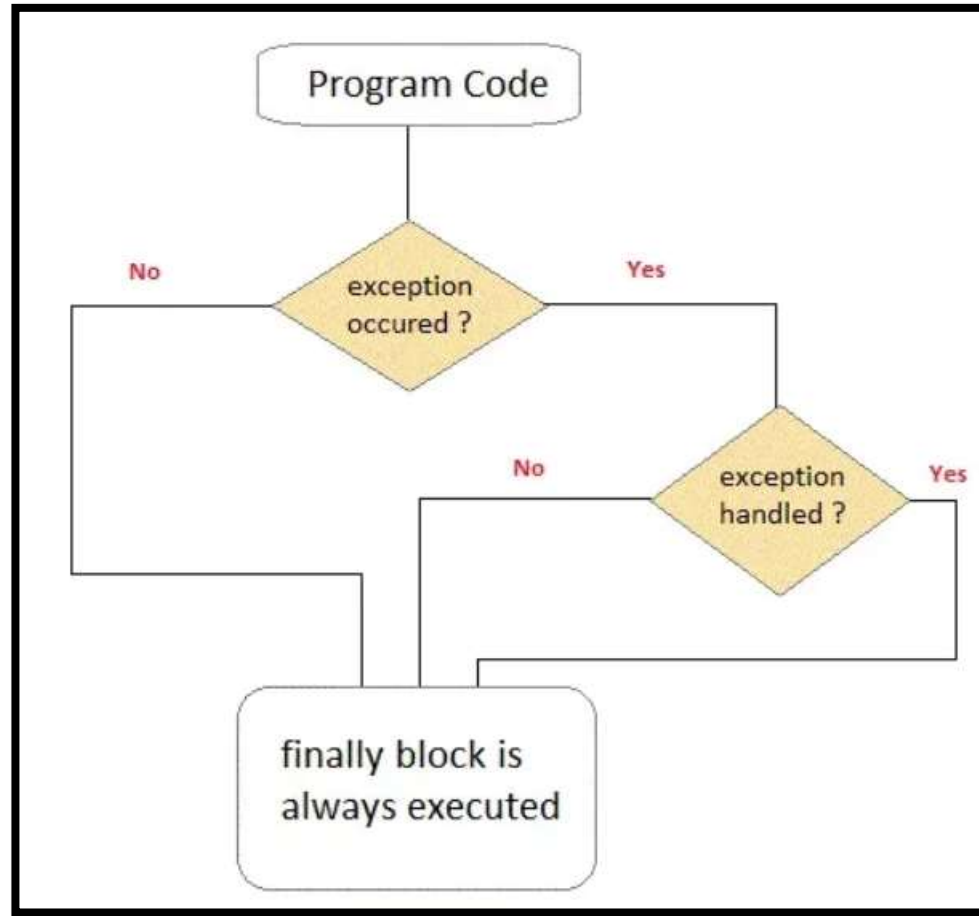 Program Code
No
Yes
exception
occured ?
No
Yes
exception
handled ?
finally block is
always executed